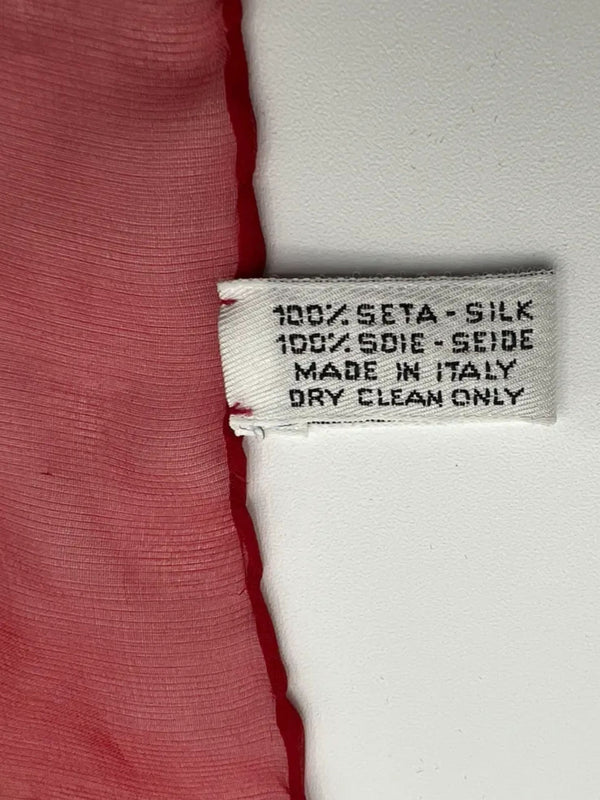 100% SETA - SILK
100% SOIE - SEIDE
MADE IN ITALY
DRY CLEAN ONLY